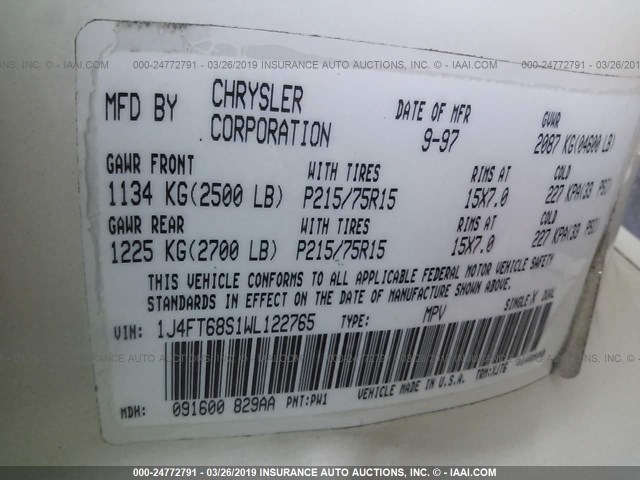 000-24772791 - 03/26/2019 INSURANCE AUTO AUCTIONS, INC. © - IAAI.COM
MFD BY CHRYSLER CORPORATION DATE OF MFR 9-97 GVWR 2087 KG(04600 LB)
GAWR FRONT WITH TIRES RIMS AT COLD
1134 KG(2500 LB) P215/75R15 15X7.0 227 KPA(33 PSI)
GAWR REAR WITH TIRES RIMS AT COLD
1225 KG(2700 LB) P215/75R15 15X7.0 227 KPA(33 PSI)
THIS VEHICLE CONFORMS TO ALL APPLICABLE FEDERAL MOTOR VEHICLE SAFETY
STANDARDS IN EFFECT ON THE DATE OF MANUFACTURE SHOWN ABOVE.
VIN: 1J4FT68S1WL122765 TYPE: MPV SINGLE X DUAL
MDH: 091600 829AA PNT:PW1 VEHICLE MADE IN U.S.A. TRM:XJT6
000-24772791 - 03/26/2019 INSURANCE AUTO AUCTIONS, INC. © - IAAI.COM